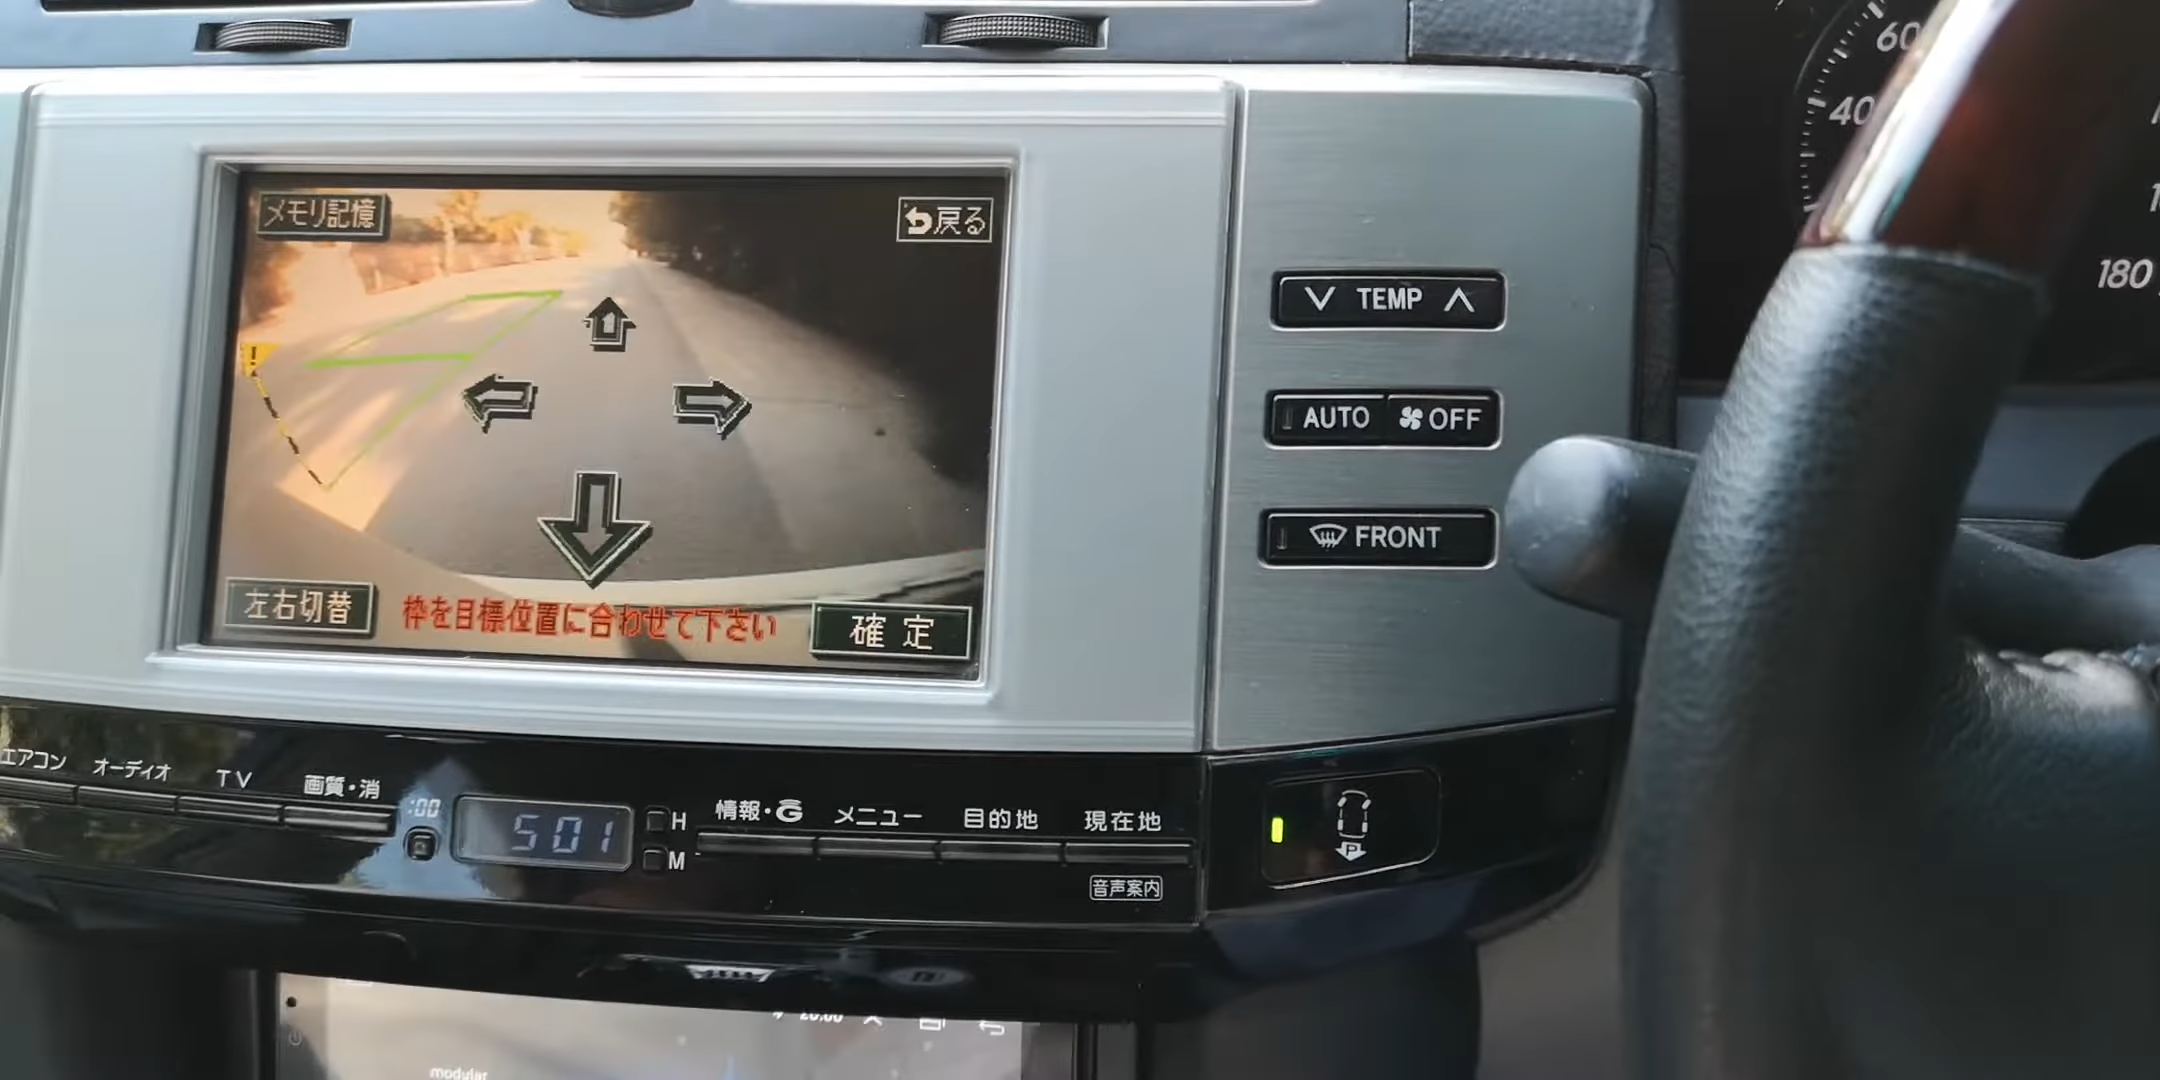 60
40
180
メモリ記憶
戻る
左右切替
枠を目標位置に合わせて下さい
確定
TEMP
AUTO OFF
FRONT
エアコン オーディオ TV 画質・消
:00
501
H
M
情報・G メニュー 目的地 現在地
音声案内
P
modular